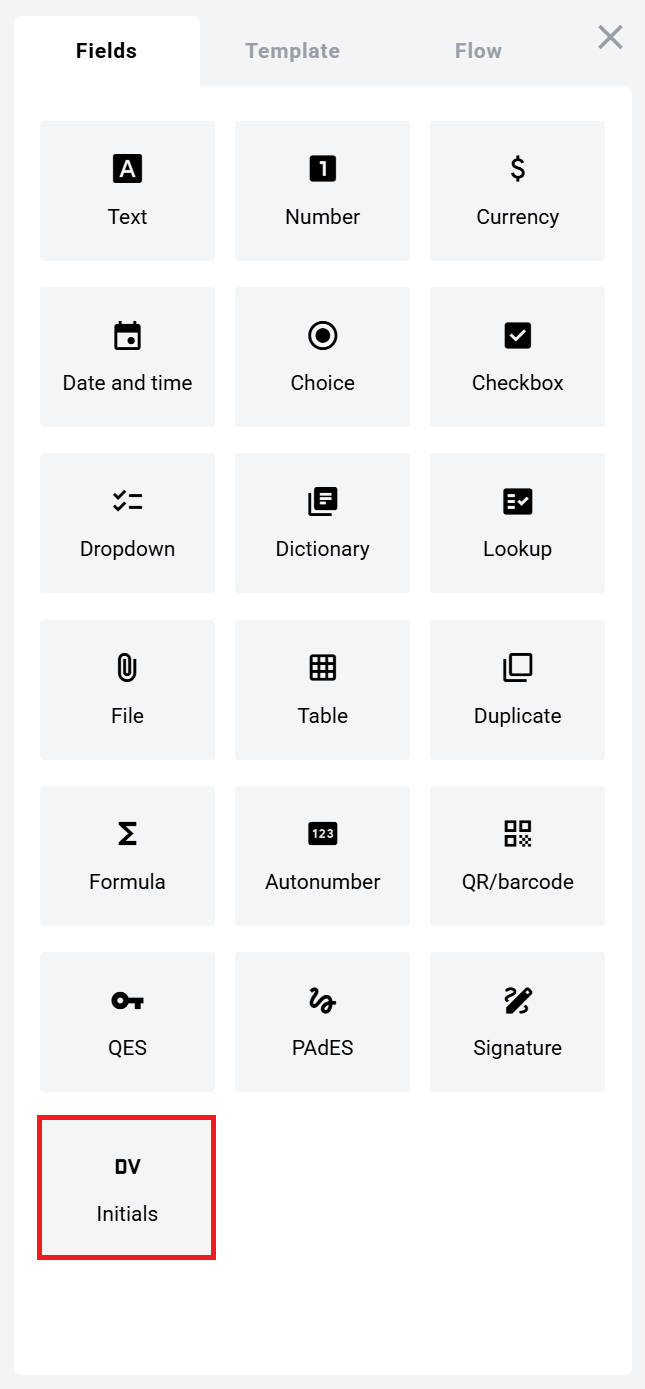 Fields Template Flow
A 1 $
Text Number Currency
Date and time Choice Checkbox
Dropdown Dictionary Lookup
File Table Duplicate
Σ 123
Formula Autonumber QR/barcode
QES PAdES Signature
DV
Initials